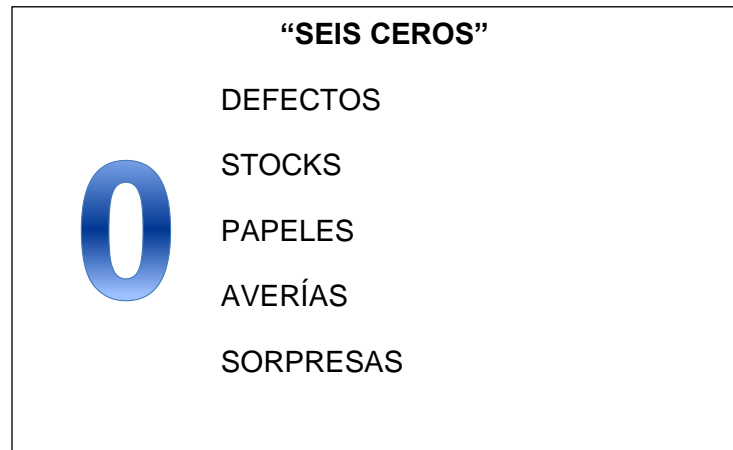 “SEIS CEROS”
DEFECTOS
STOCKS
0
PAPELES
AVERÍAS
SORPRESAS